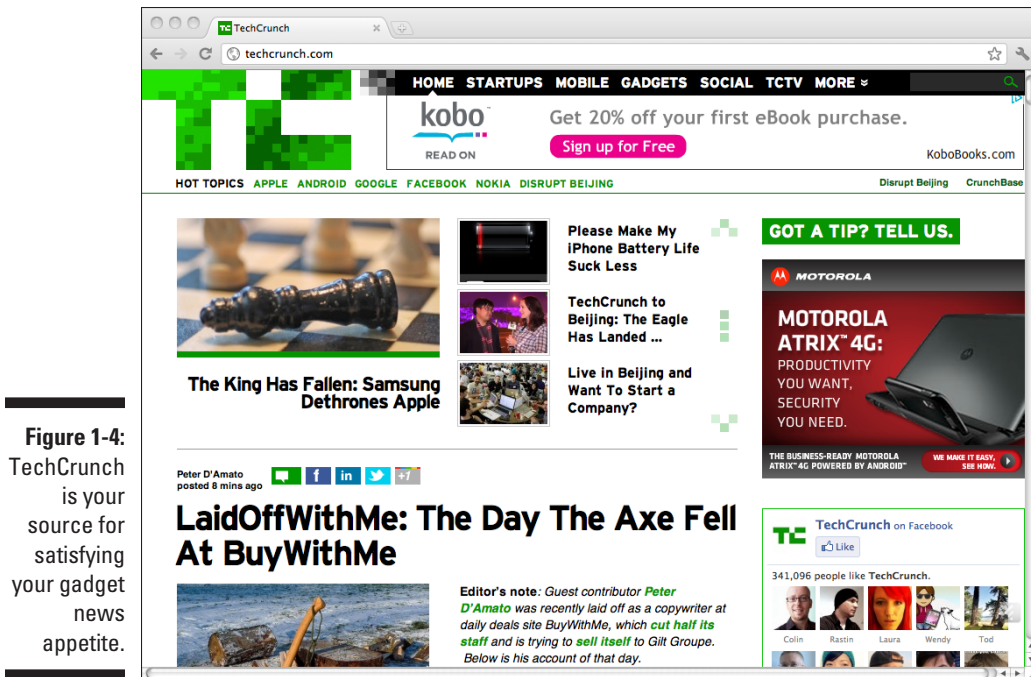 TechCrunch
techcrunch.com
HOME STARTUPS MOBILE GADGETS SOCIAL TCTV MORE
kobo
READ ON
Get 20% off your first eBook purchase.
Sign up for Free
KoboBooks.com
HOT TOPICS APPLE ANDROID GOOGLE FACEBOOK NOKIA DISRUPT BEIJING
Disrupt Beijing CrunchBase
The King Has Fallen: Samsung
Dethrones Apple
Please Make My
iPhone Battery Life
Suck Less
TechCrunch to
Beijing: The Eagle
Has Landed ...
Live in Beijing and
Want To Start a
Company?
GOT A TIP? TELL US.
MOTOROLA
MOTOROLA
ATRIX™ 4G:
PRODUCTIVITY
YOU WANT,
SECURITY
YOU NEED.
THE BUSINESS-READY MOTOROLA
ATRIX™ 4G POWERED BY ANDROID™
WE MAKE IT EASY,
SEE HOW.
Peter D'Amato
posted 8 mins ago
f in +1
LaidOffWithMe: The Day The Axe Fell
At BuyWithMe
Editor's note: Guest contributor Peter
D'Amato was recently laid off as a copywriter at
daily deals site BuyWithMe, which cut half its
staff and is trying to sell itself to Gilt Groupe.
Below is his account of that day.
TC
TechCrunch on Facebook
Like
341,096 people like TechCrunch.
Colin Rastin Laura Wendy Tod
Figure 1-4:
TechCrunch
is your
source for
satisfying
your gadget
news
appetite.